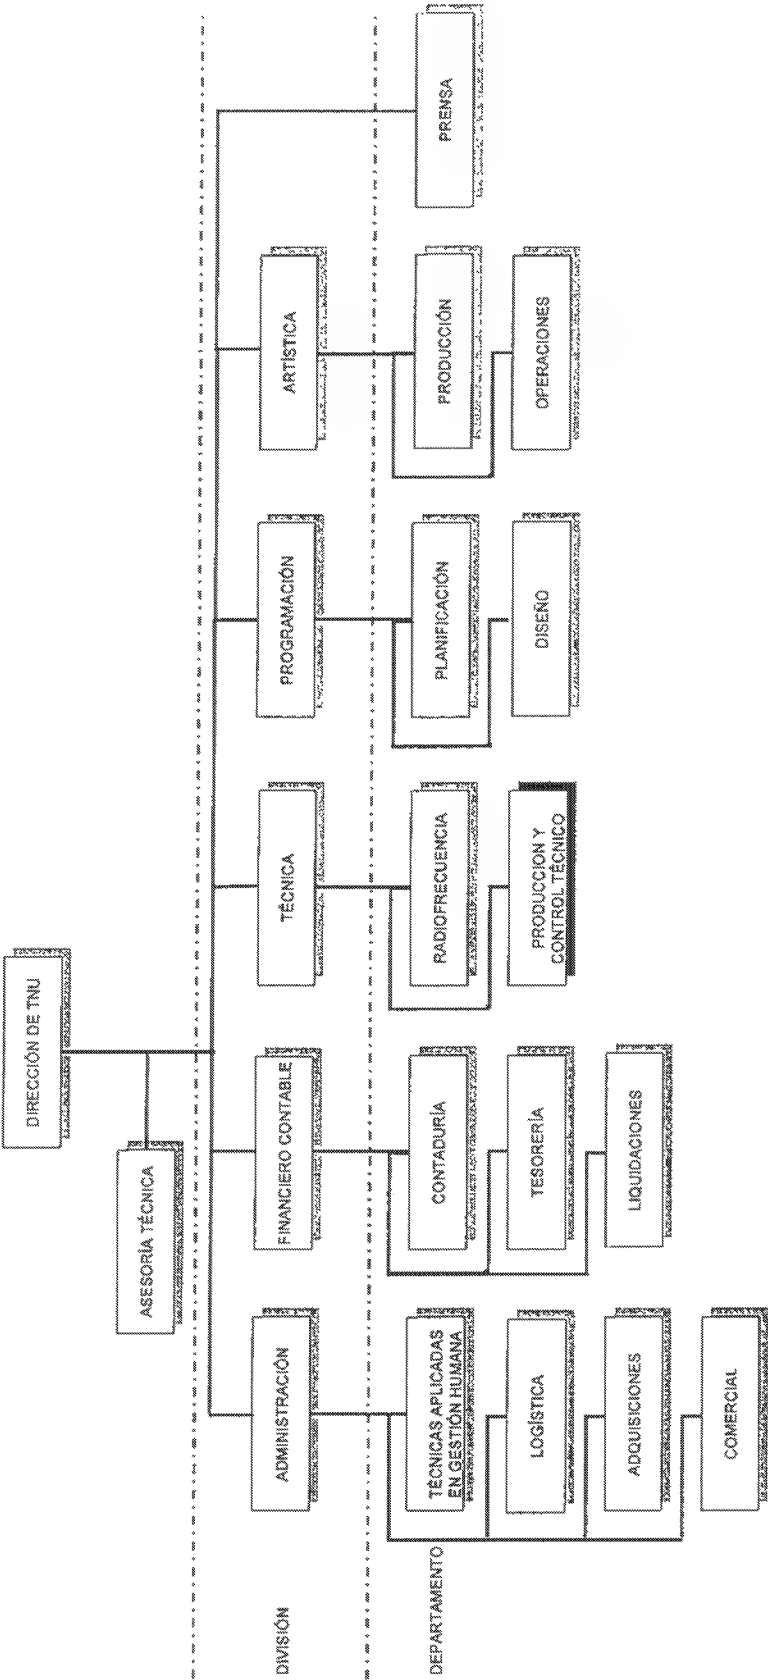 DIRECCIÓN DE TNU
ASESORÍA TÉCNICA
DIVISIÓN
ADMINISTRACIÓN
FINANCIERO CONTABLE
TÉCNICA
PROGRAMACIÓN
ARTÍSTICA
DEPARTAMENTO
TÉCNICAS APLICADAS
EN GESTIÓN HUMANA
CONTADURÍA
RADIOFRECUENCIA
PLANIFICACIÓN
PRODUCCIÓN
PRENSA
LOGÍSTICA
TESORERÍA
PRODUCCION Y
CONTROL TÉCNICO
DISEÑO
OPERACIONES
ADQUISICIONES
LIQUIDACIONES
COMERCIAL